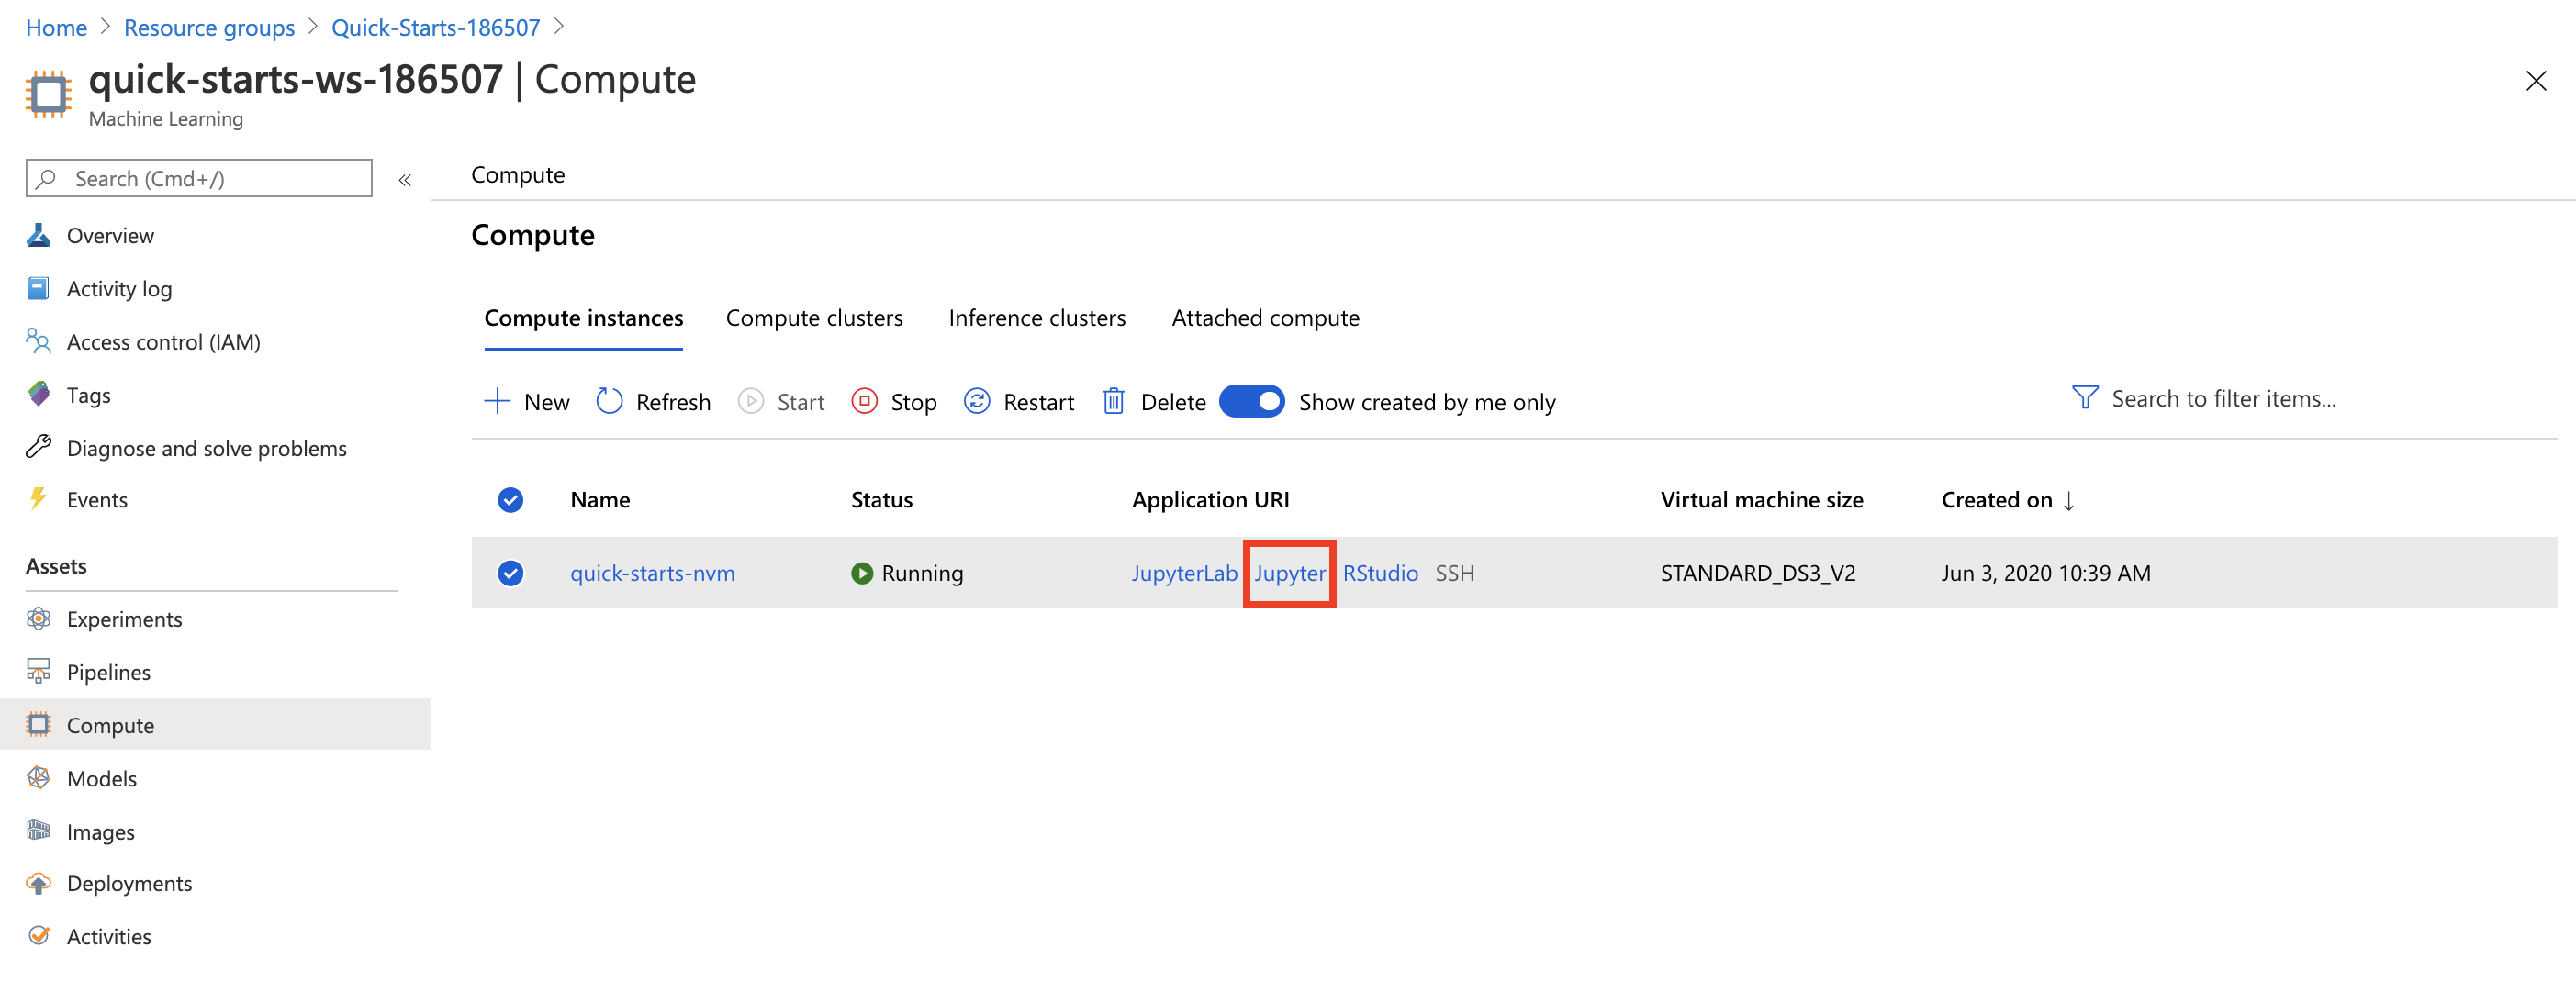 Home > Resource groups > Quick-Starts-186507 >
quick-starts-ws-186507 | Compute
Machine Learning
Search (Cmd+/)
«
Overview
Activity log
Access control (IAM)
Tags
Diagnose and solve problems
Events
Assets
Experiments
Pipelines
Compute
Models
Images
Deployments
Activities
Compute
Compute
Compute instances Compute clusters Inference clusters Attached compute
New Refresh Start Stop Restart Delete Show created by me only Search to filter items...
Name Status Application URI Virtual machine size Created on ↓
quick-starts-nvm Running JupyterLab Jupyter RStudio SSH STANDARD_DS3_V2 Jun 3, 2020 10:39 AM